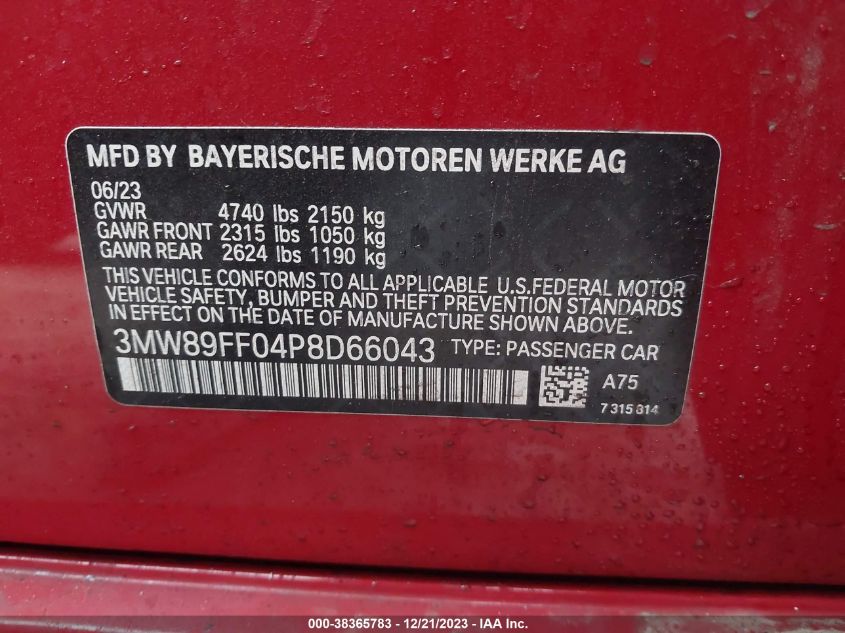 MFD BY BAYERISCHE MOTOREN WERKE AG
06/23
GVWR 4740 lbs 2150 kg
GAWR FRONT 2315 lbs 1050 kg
GAWR REAR 2624 lbs 1190 kg
THIS VEHICLE CONFORMS TO ALL APPLICABLE U.S.FEDERAL MOTOR
VEHICLE SAFETY, BUMPER AND THEFT PREVENTION STANDARDS
IN EFFECT ON THE DATE OF MANUFACTURE SHOWN ABOVE.
3MW89FF04P8D66043 TYPE: PASSENGER CAR
A75
7 315 814
000-38365783 - 12/21/2023 - IAA Inc.